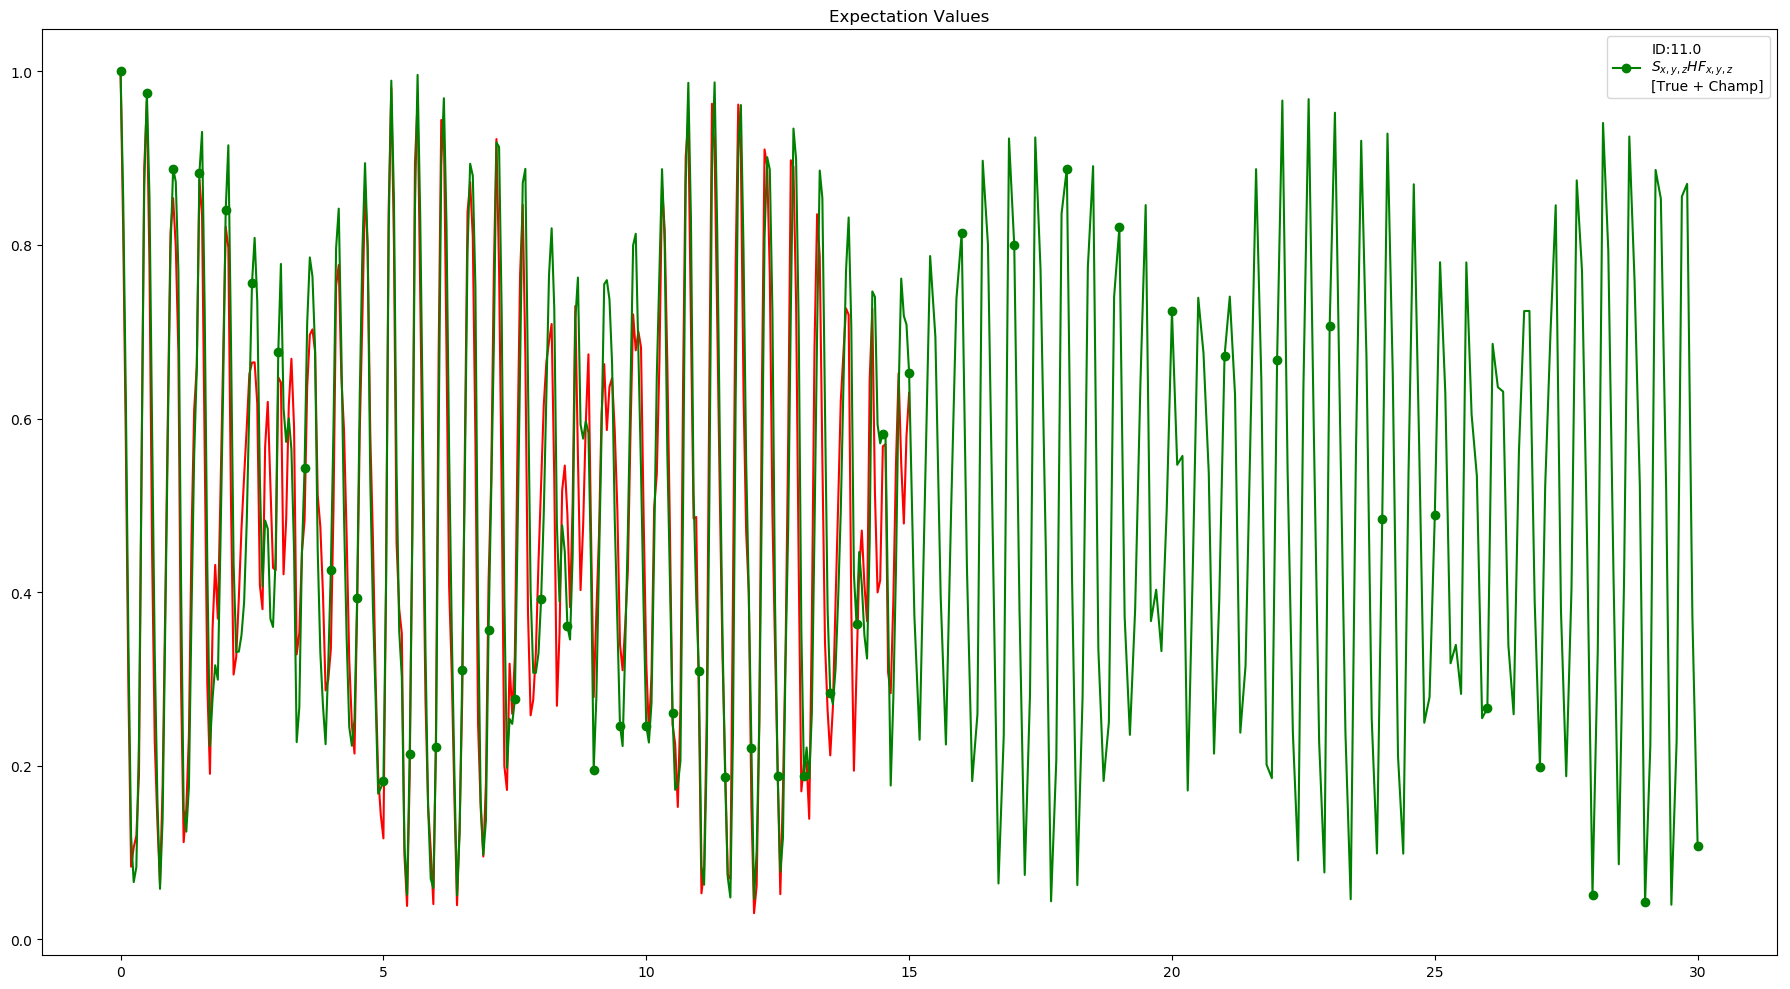 Expectation Values
ID:11.0
$S_{x,y,z}HF_{x,y,z}$
[True + Champ]
1.0
0.8
0.6
0.4
0.2
0.0
0 5 10 15 20 25 30